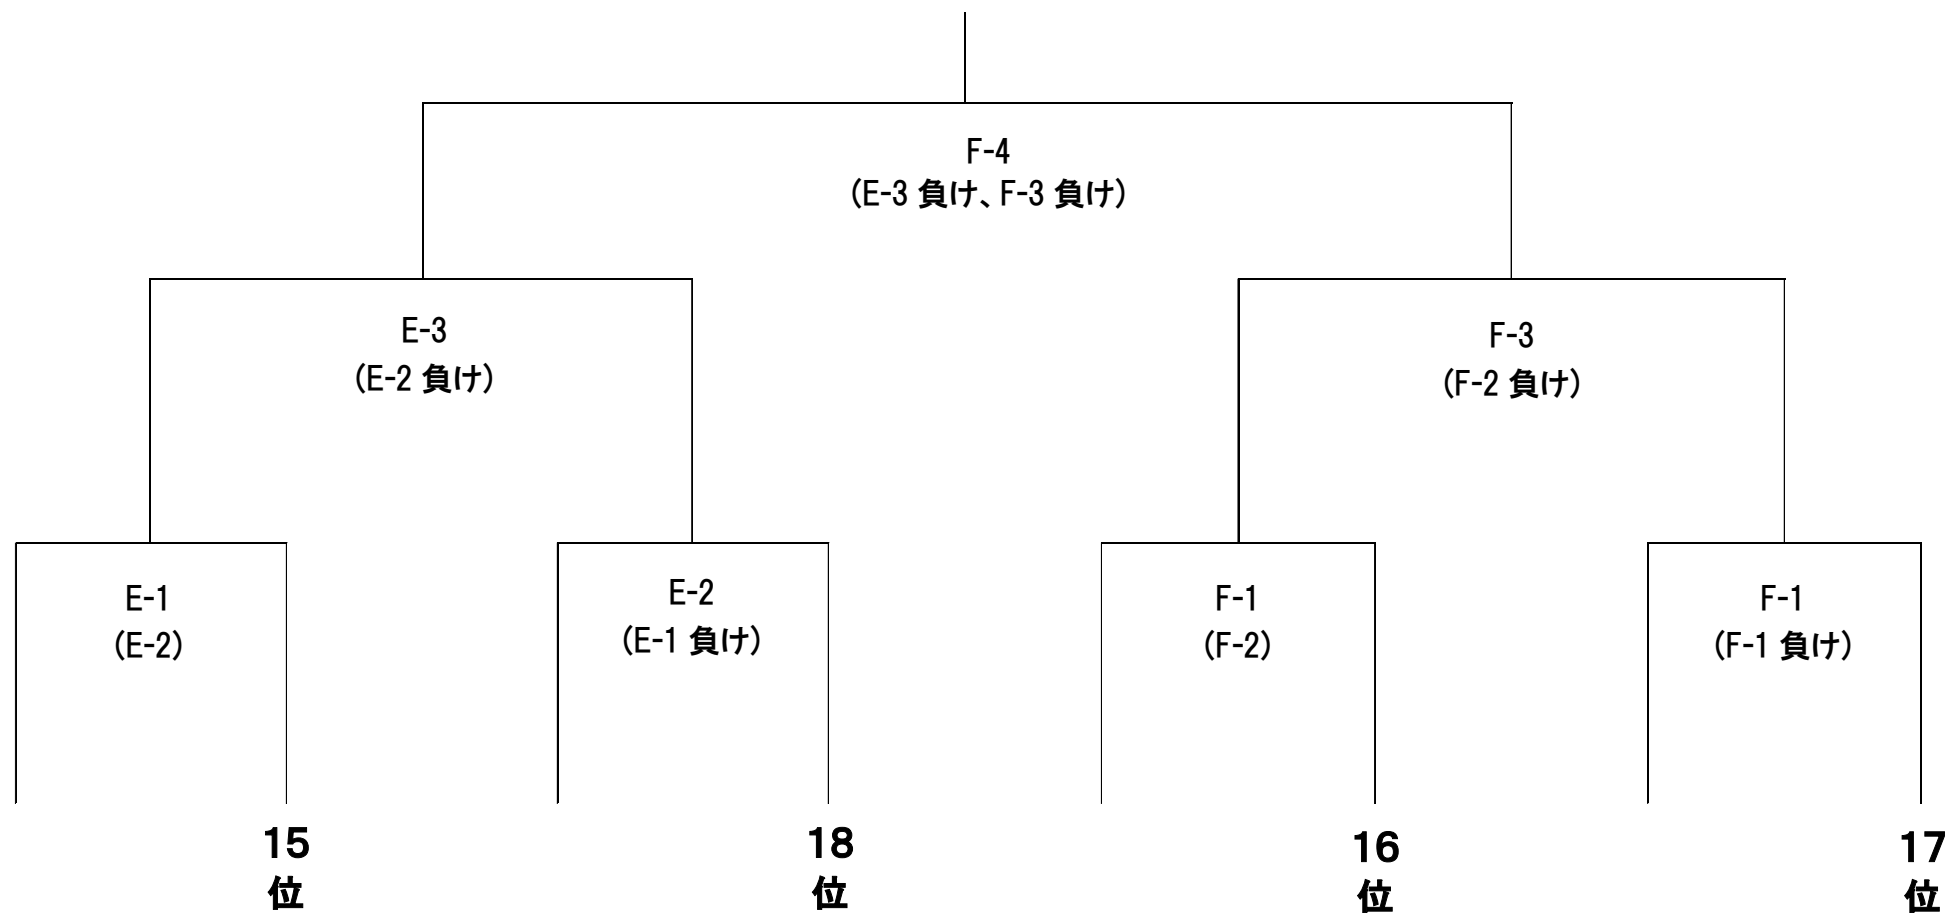 F-4
(E-3 負け、F-3 負け)
E-3
(E-2 負け)
F-3
(F-2 負け)
E-1
(E-2)
E-2
(E-1 負け)
F-1
(F-2)
F-1
(F-1 負け)
15
位
18
位
16
位
17
位